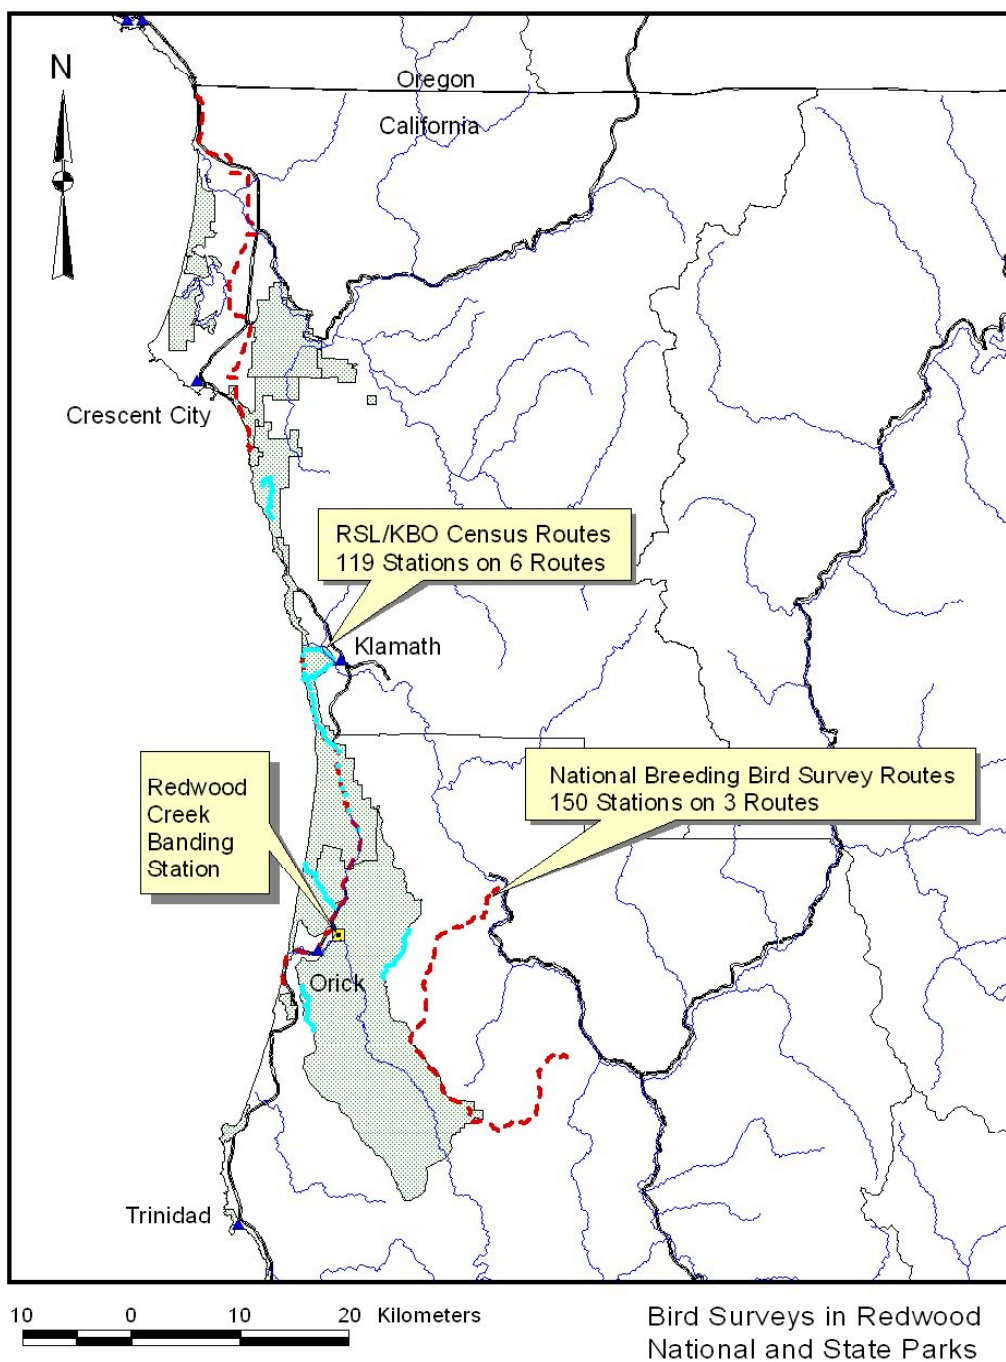 N
Oregon
California
Crescent City
RSL/KBO Census Routes
119 Stations on 6 Routes
Klamath
Redwood
Creek
Banding
Station
National Breeding Bird Survey Routes
150 Stations on 3 Routes
Orick
Trinidad
10 0 10 20 Kilometers
Bird Surveys in Redwood
National and State Parks